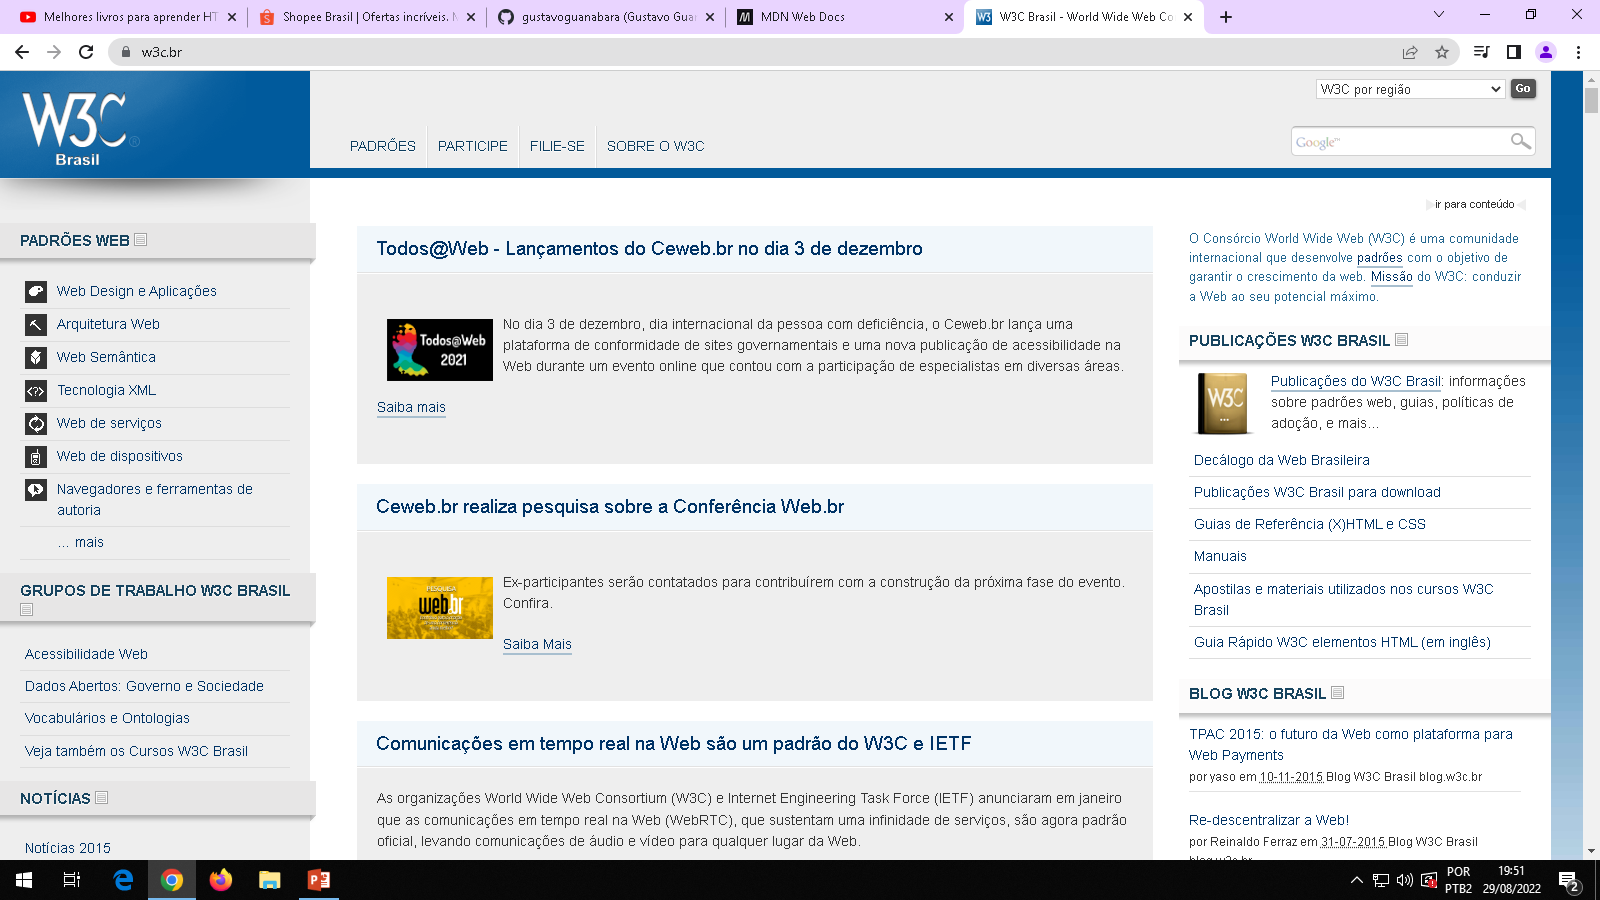 Melhores livros para aprender HT
Shopee Brasil | Ofertas incríveis. M
gustavoguanabara (Gustavo Gua
MDN Web Docs
W3C Brasil - World Wide Web Co
w3c.br
W3C
Brasil
W3C por região
Go
PADRÕES
PARTICIPE
FILIE-SE
SOBRE O W3C
Google™
ir para conteúdo
PADRÕES WEB
Web Design e Aplicações
Arquitetura Web
Web Semântica
Tecnologia XML
Web de serviços
Web de dispositivos
Navegadores e ferramentas de
autoria
... mais
GRUPOS DE TRABALHO W3C BRASIL
Acessibilidade Web
Dados Abertos: Governo e Sociedade
Vocabulários e Ontologias
Veja também os Cursos W3C Brasil
NOTÍCIAS
Notícias 2015
Todos@Web - Lançamentos do Ceweb.br no dia 3 de dezembro
Todos@Web
2021
No dia 3 de dezembro, dia internacional da pessoa com deficiência, o Ceweb.br lança uma
plataforma de conformidade de sites governamentais e uma nova publicação de acessibilidade na
Web durante um evento online que contou com a participação de especialistas em diversas áreas.
Saiba mais
Ceweb.br realiza pesquisa sobre a Conferência Web.br
PESQUISA
web.br
Ex-participantes serão contatados para contribuírem com a construção da próxima fase do evento.
Confira.
Saiba Mais
Comunicações em tempo real na Web são um padrão do W3C e IETF
As organizações World Wide Web Consortium (W3C) e Internet Engineering Task Force (IETF) anunciaram em janeiro
que as comunicações em tempo real na Web (WebRTC), que sustentam uma infinidade de serviços, são agora padrão
oficial, levando comunicações de áudio e vídeo para qualquer lugar da Web.
O Consórcio World Wide Web (W3C) é uma comunidade
internacional que desenvolve padrões com o objetivo de
garantir o crescimento da web. Missão do W3C: conduzir
a Web ao seu potencial máximo.
PUBLICAÇÕES W3C BRASIL
W3C
...
Publicações do W3C Brasil: informações
sobre padrões web, guias, políticas de
adoção, e mais...
Decálogo da Web Brasileira
Publicações W3C Brasil para download
Guias de Referência (X)HTML e CSS
Manuais
Apostilas e materiais utilizados nos cursos W3C
Brasil
Guia Rápido W3C elementos HTML (em inglês)
BLOG W3C BRASIL
TPAC 2015: o futuro da Web como plataforma para
Web Payments
por yaso em 10-11-2015 Blog W3C Brasil blog.w3c.br
Re-descentralizar a Web!
por Reinaldo Ferraz em 31-07-2015 Blog W3C Brasil
blog.w3c.br
POR
PTB2
19:51
29/08/2022
2